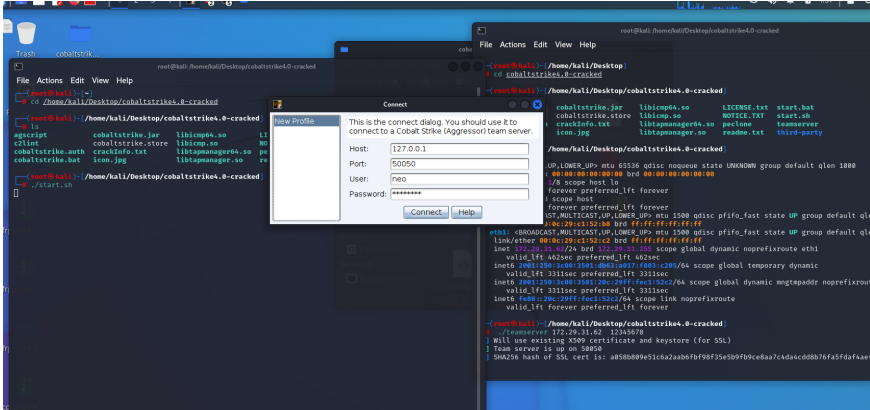 Trash
cobaltstrik...
root@kali: /home/kali/Desktop/cobaltstrike4.0-cracked
File Actions Edit View Help
(root@kali)-[~]
# cd /home/kali/Desktop/cobaltstrike4.0-cracked
(root@kali)-[/home/kali/Desktop/cobaltstrike4.0-cracked]
# ls
agscript cobaltstrike.jar libicmp64.so LI
c2lint cobaltstrike.store libicmp.so NO
cobaltstrike.auth crackInfo.txt libtapmanager64.so pe
cobaltstrike.bat icon.jpg libtapmanager.so re
(root@kali)-[/home/kali/Desktop/cobaltstrike4.0-cracked]
# ./start.sh
coba
Connect
New Profile
This is the connect dialog. You should use it to
connect to a Cobalt Strike (Aggressor) team server.
Host: 127.0.0.1
Port: 50050
User: neo
Password: ********
Connect Help
root@kali: /home/kali/Desktop/cobaltstrike4.0-cracked
File Actions Edit View Help
(root@kali)-[/home/kali/Desktop]
# cd cobaltstrike4.0-cracked
(root@kali)-[/home/kali/Desktop/cobaltstrike4.0-cracked]
cobaltstrike.jar libicmp64.so LICENSE.txt start.bat
cobaltstrike.store libicmp.so NOTICE.TXT start.sh
crackInfo.txt libtapmanager64.so peclone teamserver
icon.jpg libtapmanager.so readme.txt third-party
/home/kali/Desktop/cobaltstrike4.0-cracked]
UP,LOWER_UP> mtu 65536 qdisc noqueue state UNKNOWN group default qlen 1000
00:00:00:00:00:00 brd 00:00:00:00:00:00
/8 scope host lo
forever preferred_lft forever
scope host
forever preferred_lft forever
AST,MULTICAST,UP,LOWER_UP> mtu 1500 qdisc pfifo_fast state UP group default qle
:0c:29:c1:52:b8 brd ff:ff:ff:ff:ff:ff
eth1: <BROADCAST,MULTICAST,UP,LOWER_UP> mtu 1500 qdisc pfifo_fast state UP group default qle
link/ether 00:0c:29:c1:52:c2 brd ff:ff:ff:ff:ff:ff
inet 172.29.31.62/24 brd 172.29.31.255 scope global dynamic noprefixroute eth1
valid_lft 462sec preferred_lft 462sec
inet6 2001:250:3c00:3501:db63:a017:f803:c205/64 scope global temporary dynamic
valid_lft 3311sec preferred_lft 3311sec
inet6 2001:250:3c00:3501:20c:29ff:fec1:52c2/64 scope global dynamic mngtmpaddr noprefixrou
valid_lft 3311sec preferred_lft 3311sec
inet6 fe80::20c:29ff:fec1:52c2/64 scope link noprefixroute
valid_lft forever preferred_lft forever
(root@kali)-[/home/kali/Desktop/cobaltstrike4.0-cracked]
# ./teamserver 172.29.31.62 12345678
] Will use existing X509 certificate and keystore (for SSL)
] Team server is up on 50050
] SHA256 hash of SSL cert is: